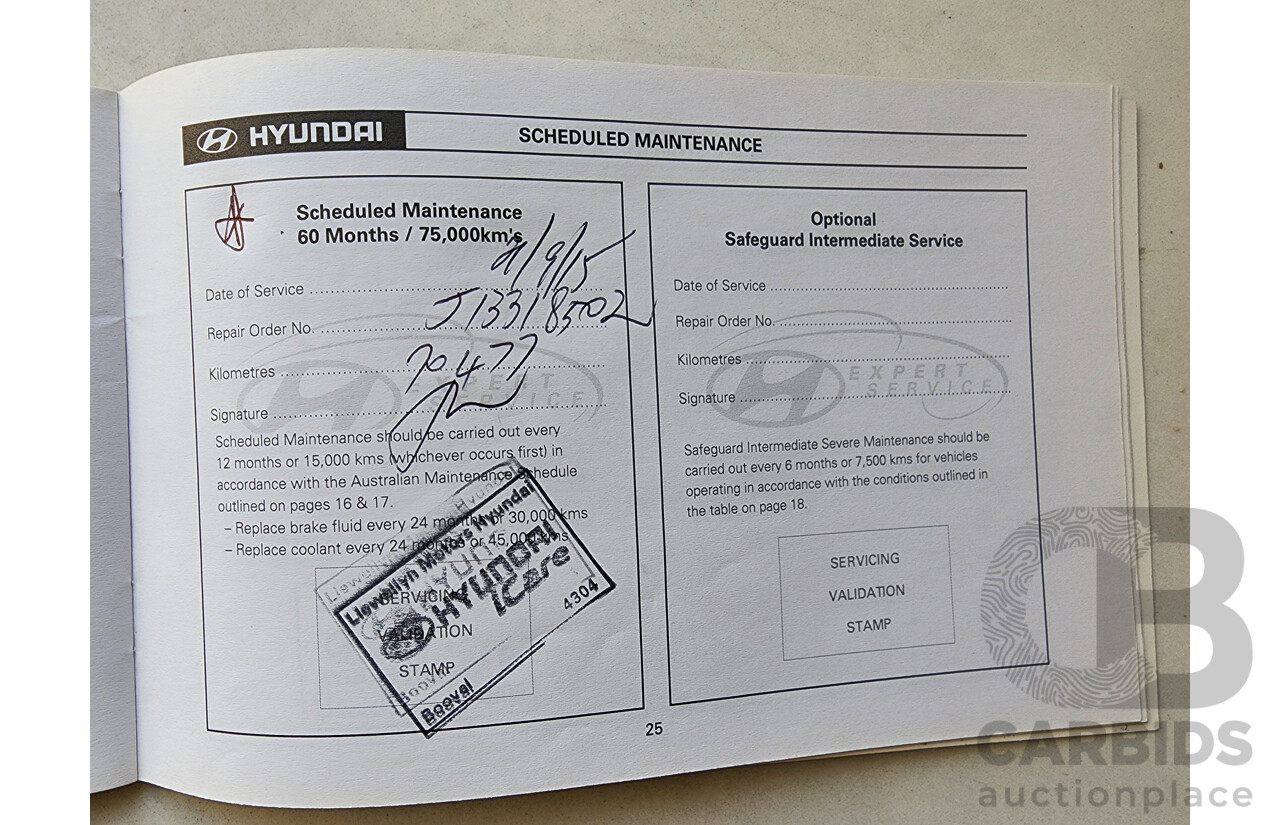 HYUNDAI
SCHEDULED MAINTENANCE
Scheduled Maintenance
60 Months / 75,000km's
Date of Service /9/15
Repair Order No. J13318502
Kilometres 70477
Signature
Scheduled Maintenance should be carried out every
12 months or 15,000 kms (whichever occurs first) in
accordance with the Australian Maintenance Schedule
outlined on pages 16 & 17.
– Replace brake fluid every 24 months or 30,000 kms
– Replace coolant every 24 months or 45,000 kms
EXPERT
SERVICE
SERVICING
VALIDATION
STAMP
Llewellyn Motors Hyundai
HYUNDAI
iCare
4304
Booval
Optional
Safeguard Intermediate Service
Date of Service
Repair Order No.
Kilometres
Signature
EXPERT
SERVICE
Safeguard Intermediate Severe Maintenance should be
carried out every 6 months or 7,500 kms for vehicles
operating in accordance with the conditions outlined in
the table on page 18.
SERVICING
VALIDATION
STAMP
25
CARBIDS
auctionplace